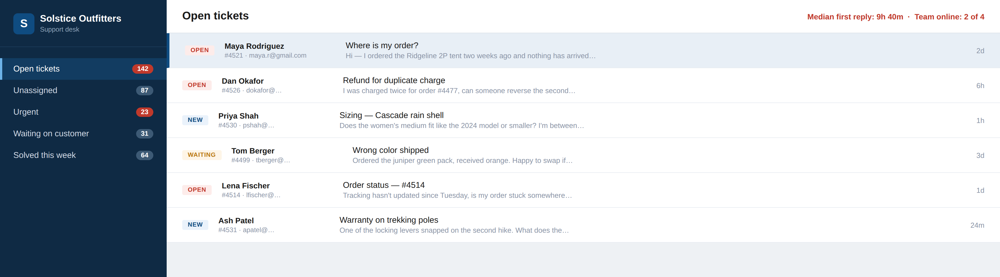 S
Solstice Outfitters
Support desk
Open tickets 142
Unassigned 87
Urgent 23
Waiting on customer 31
Solved this week 64
Open tickets
Median first reply: 9h 40m · Team online: 2 of 4
OPEN
Maya Rodriguez
#4521 · maya.r@gmail.com
Where is my order?
Hi — I ordered the Ridgeline 2P tent two weeks ago and nothing has arrived…
2d
OPEN
Dan Okafor
#4526 · dokafor@…
Refund for duplicate charge
I was charged twice for order #4477, can someone reverse the second…
6h
NEW
Priya Shah
#4530 · pshah@…
Sizing — Cascade rain shell
Does the women's medium fit like the 2024 model or smaller? I'm between…
1h
WAITING
Tom Berger
#4499 · tberger@…
Wrong color shipped
Ordered the juniper green pack, received orange. Happy to swap if…
3d
OPEN
Lena Fischer
#4514 · lfischer@…
Order status — #4514
Tracking hasn't updated since Tuesday, is my order stuck somewhere…
1d
NEW
Ash Patel
#4531 · apatel@…
Warranty on trekking poles
One of the locking levers snapped on the second hike. What does the…
24m